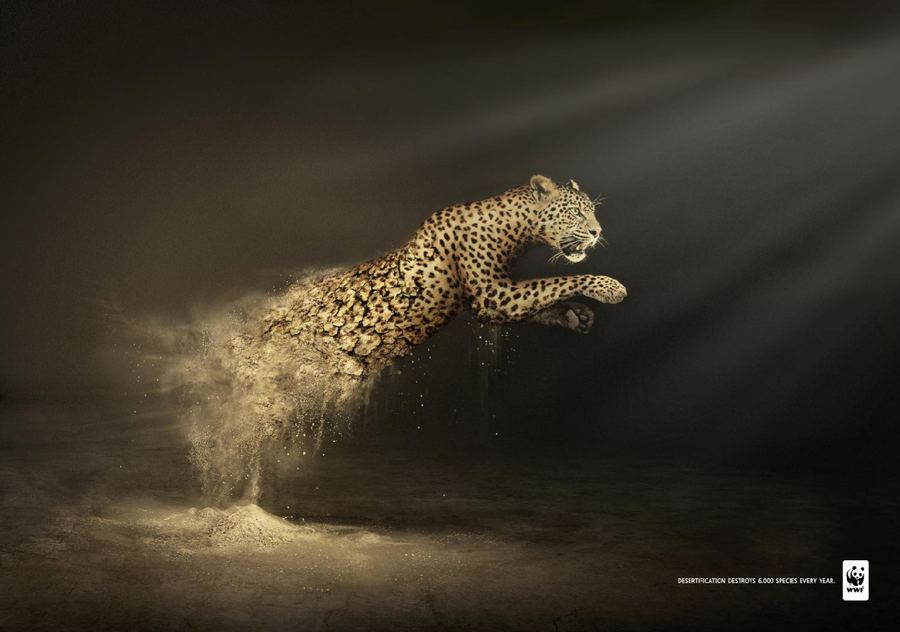 DESERTIFICATION DESTROYS 6.000 SPECIES EVERY YEAR.
WWF